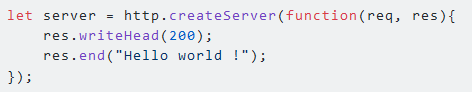 let server = http.createServer(function(req, res){
    res.writeHead(200);
    res.end("Hello world !");
});